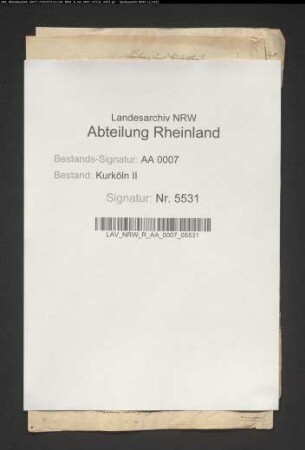 Landesarchiv NRW
Abteilung Rheinland
Bestands-Signatur: AA 0007
Bestand: Kurköln II
Signatur: Nr. 5531
LAV_NRW_R_AA_0007_05531